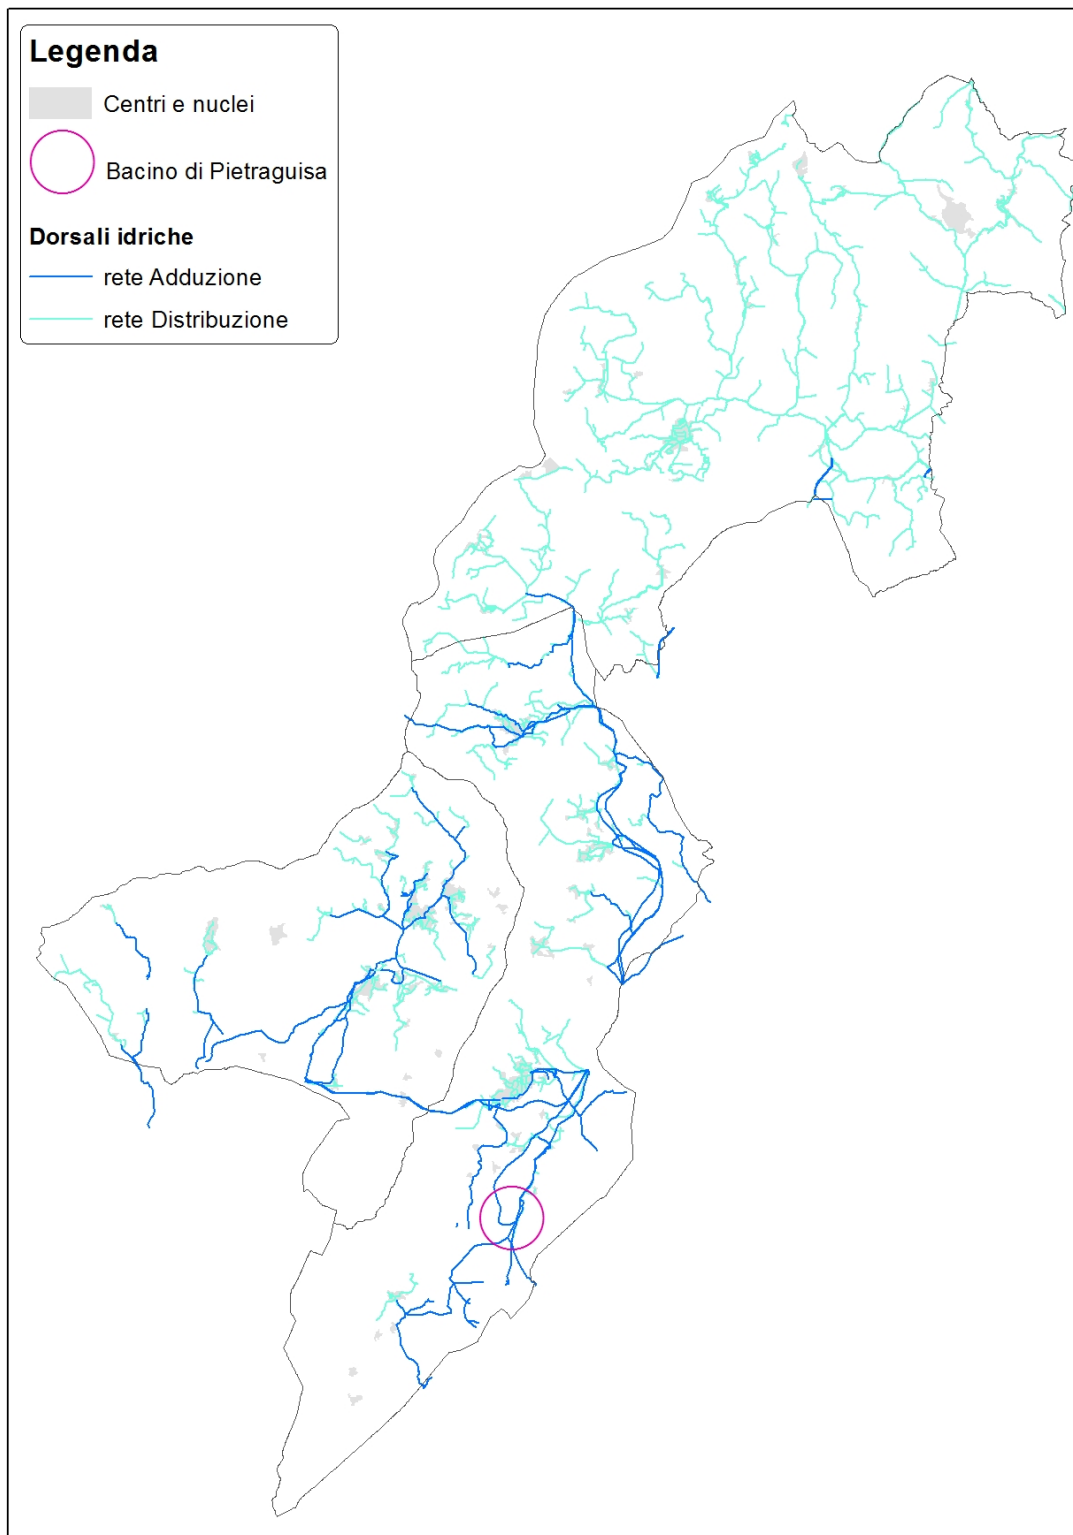 Legenda
Centri e nuclei
Bacino di Pietraguisa
Dorsali idriche
rete Adduzione
rete Distribuzione